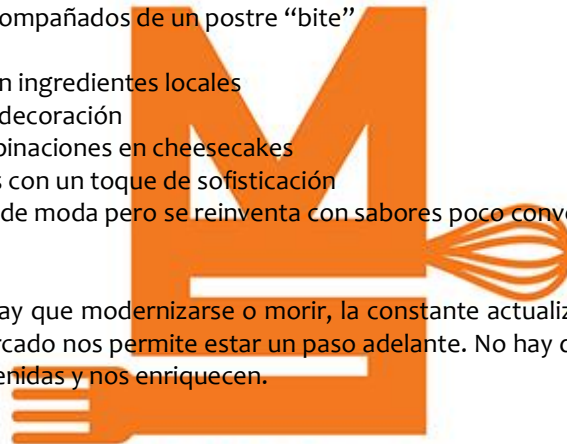 ompañados de un postre “bite”
n ingredientes locales
decoración
binaciones en cheesecakes
s con un toque de sofisticación
de moda pero se reinventa con sabores poco conve
ay que modernizarse o morir, la constante actualiz
rcado nos permite estar un paso adelante. No hay
enidas y nos enriquecen.